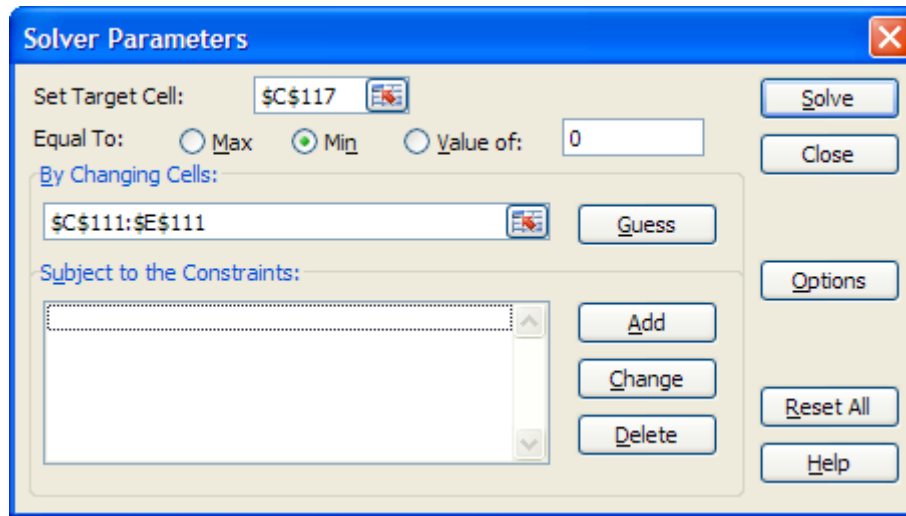 Solver Parameters
Set Target Cell: $C$117
Solve
Equal To: Max Min Value of: 0
Close
By Changing Cells:
$C$111:$E$111
Guess
Subject to the Constraints:
Options
Add
Change
Reset All
Delete
Help